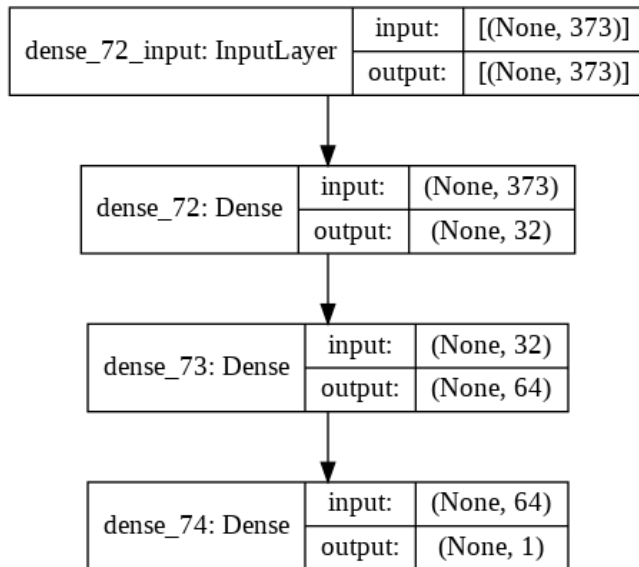 dense_72_input: InputLayer
input: [(None, 373)]
output: [(None, 373)]
dense_72: Dense
input: (None, 373)
output: (None, 32)
dense_73: Dense
input: (None, 32)
output: (None, 64)
dense_74: Dense
input: (None, 64)
output: (None, 1)